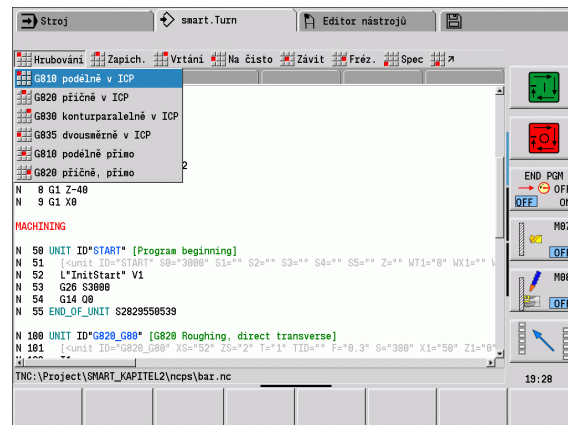 Stroj
smart.Turn
Editor nástrojů
Hrubování Zapich. Vrtání Na čisto Závit Fréz. Spec
G810 podélně v ICP
G820 příčně v ICP
G830 konturparalelně v ICP
G835 dvousměrně v ICP
G810 podélně přímo
G820 příčně, přímo
2
N 8 G1 Z-40
N 9 G1 X0
MACHINING
N 50 UNIT ID"START" [Program beginning]
N 51 [<unit ID="START" S0="3000" S1="" S2="" S3="" S4="" S5="" Z="" WT1="0" WX1=""
N 52 L"InitStart" V1
N 53 G26 S3000
N 54 G14 Q0
N 55 END_OF_UNIT S2829550539
N 100 UNIT ID"G820_G80" [G820 Roughing, direct transverse]
N 101 [<unit ID="G820_G80" XS="52" ZS="2" T="1" TID="" F="0.3" S="300" X1="50" Z1="0"
TNC:\Project\SMART_KAPITEL2\ncps\bar.nc
END PGM
OFF
OFF ON
M07
OFF
M08
OFF
19:28